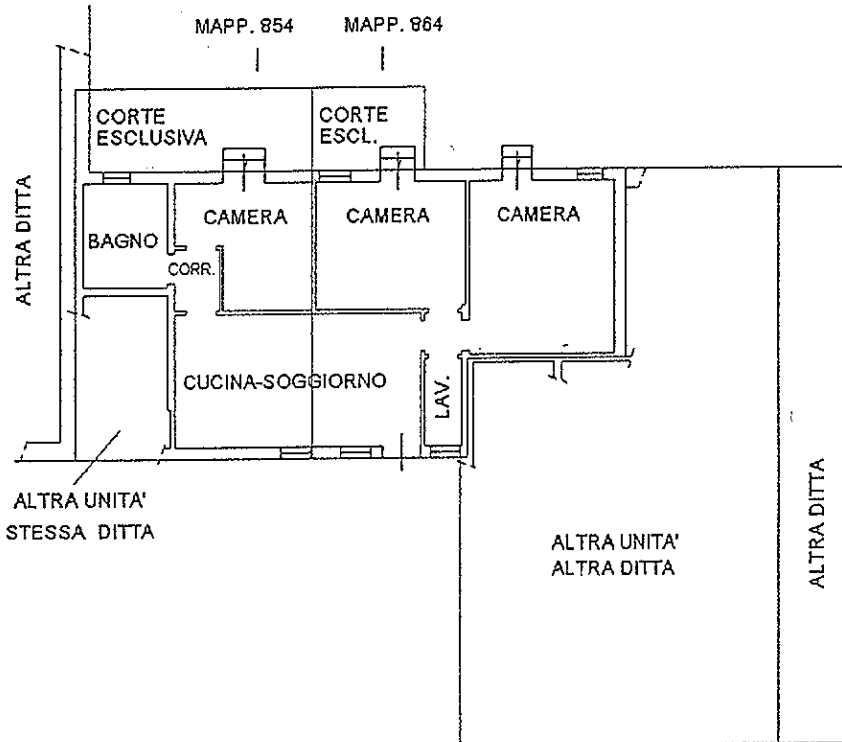 MAPP. 854
MAPP. 864
CORTE
ESCLUSIVA
CORTE
ESCL.
ALTRA DITTA
BAGNO
CAMERA
CAMERA
CAMERA
CORR.
CUCINA-SOGGIORNO
LAV.
ALTRA UNITA'
STESSA DITTA
ALTRA UNITA'
ALTRA DITTA
ALTRA DITTA